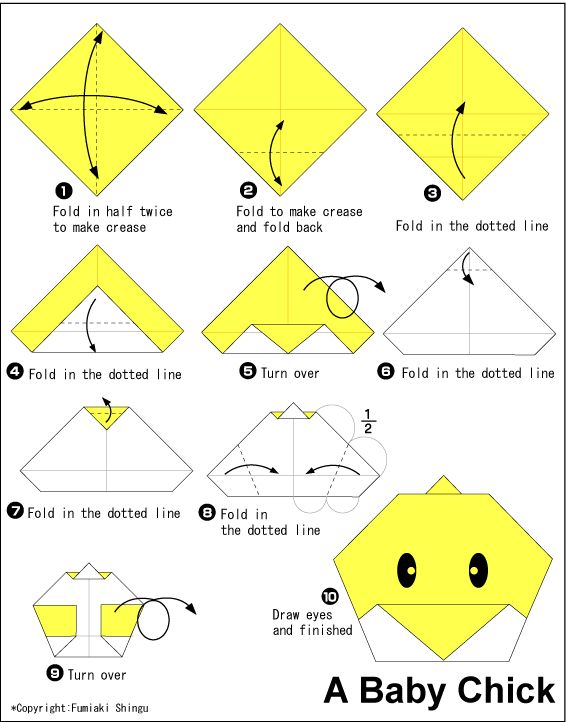 1
Fold in half twice
to make crease
2
Fold to make crease
and fold back
3
Fold in the dotted line
4
Fold in the dotted line
5
Turn over
6
Fold in the dotted line
7
Fold in the dotted line
8
Fold in
the dotted line
1
2
9
Turn over
10
Draw eyes
and finished
A Baby Chick
*Copyright:Fumiaki Shingu